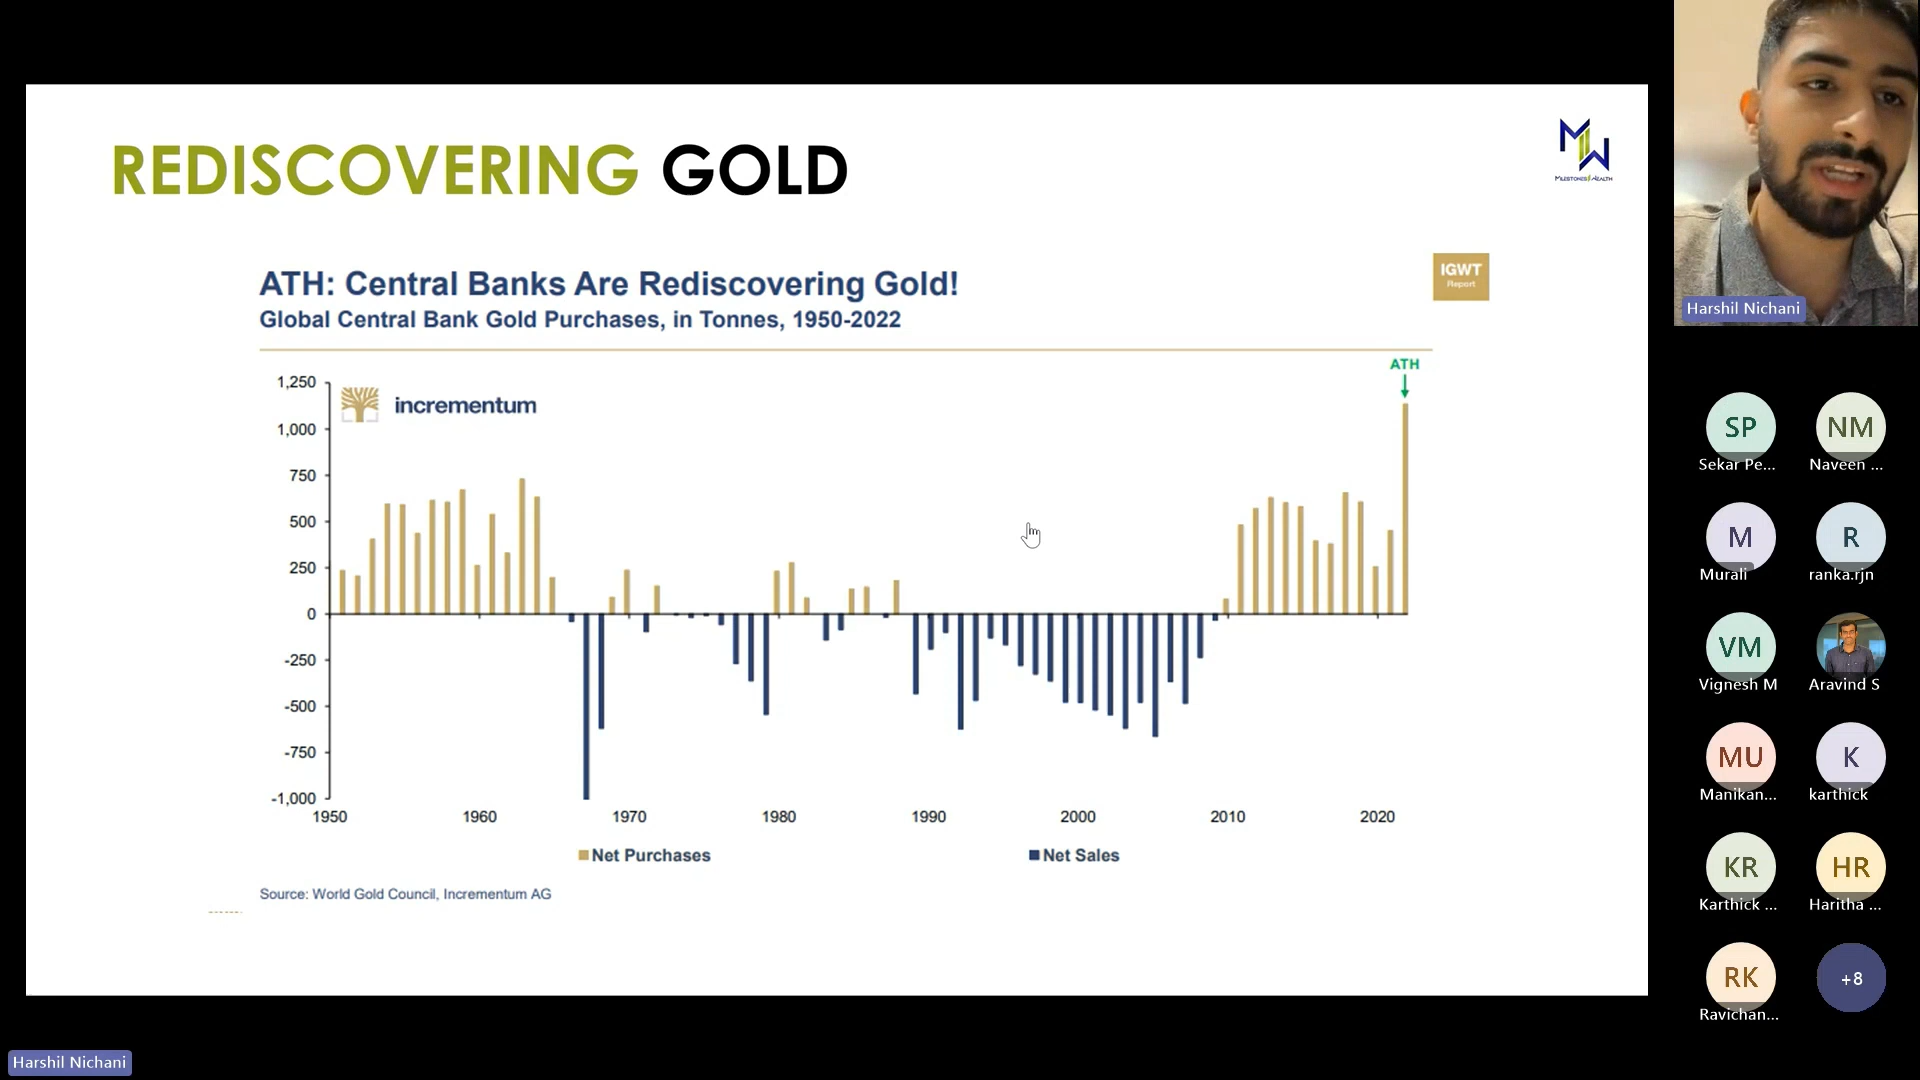 REDISCOVERING GOLD
MW
MILESTONES WEALTH
ATH: Central Banks Are Rediscovering Gold!
Global Central Bank Gold Purchases, in Tonnes, 1950-2022
IGWT
Report
ATH
incrementum
1,250
1,000
750
500
250
0
-250
-500
-750
-1,000
1950 1960 1970 1980 1990 2000 2010 2020
Net Purchases Net Sales
Source: World Gold Council, Incrementum AG
Harshil Nichani
SP NM
Sekar Pe... Naveen ...
M R
Murali ranka.rjn
VM
Vignesh M Aravind S
MU K
Manikan... karthick
KR HR
Karthick ... Haritha ...
RK +8
Ravichan...
Harshil Nichani